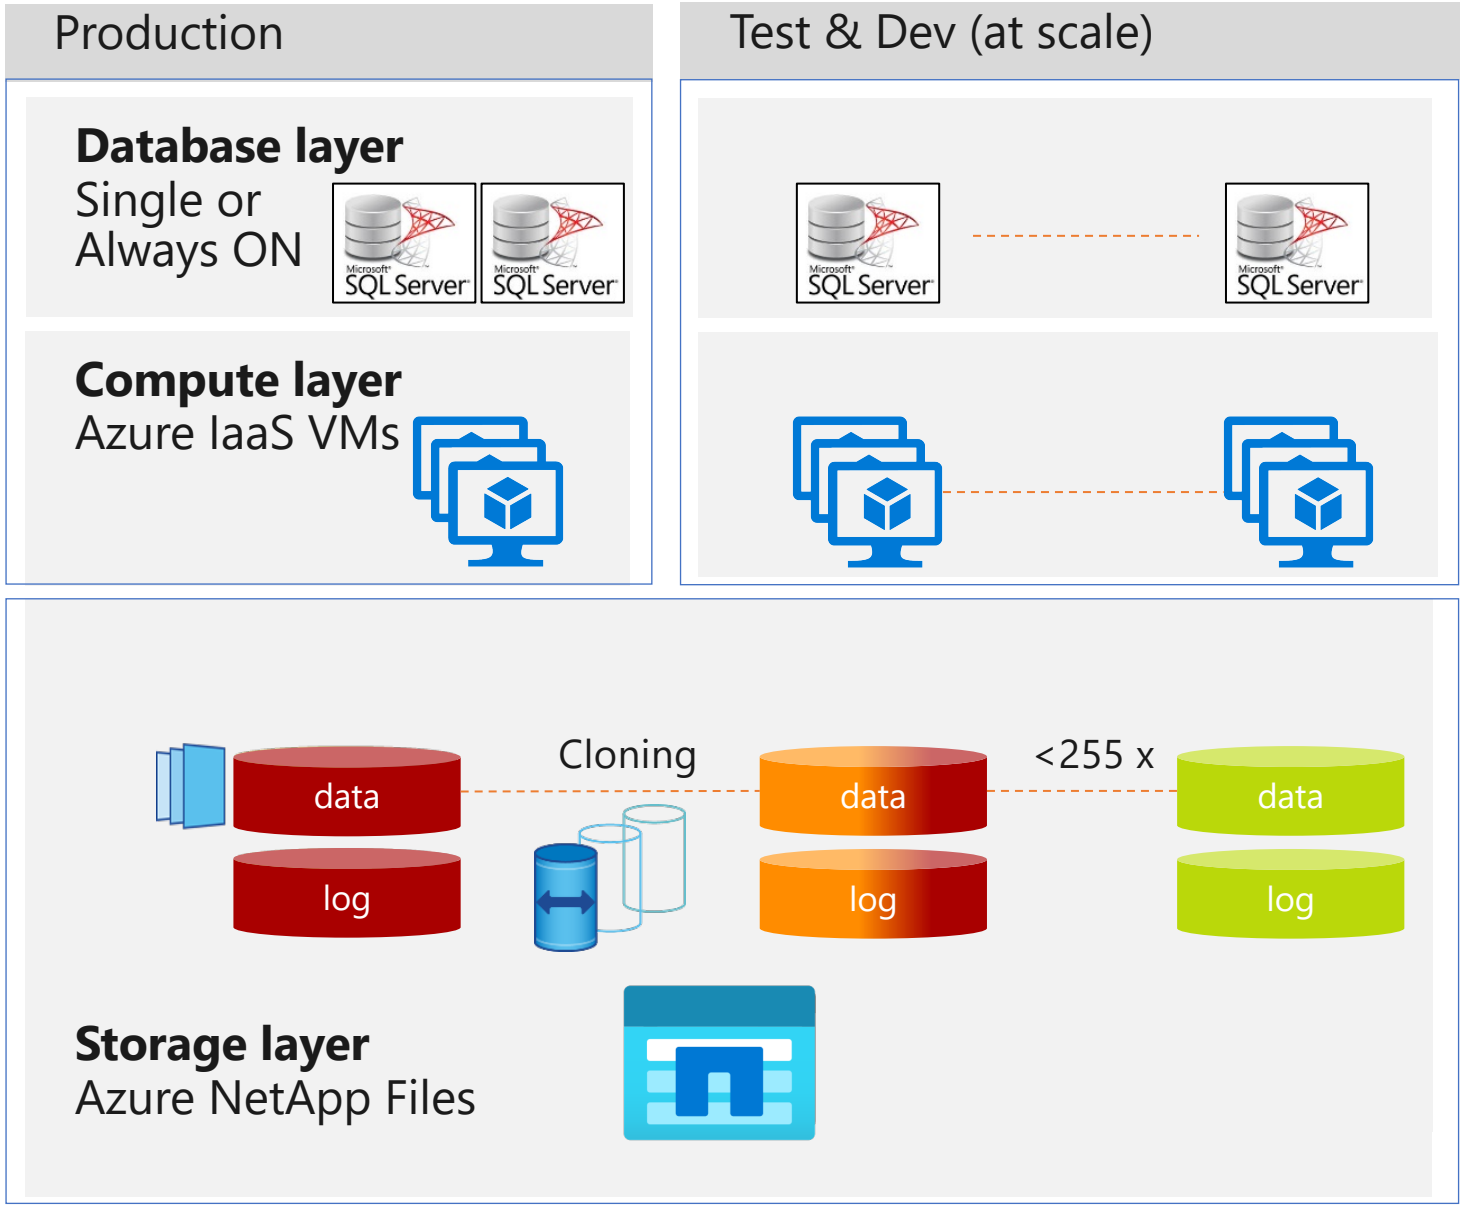 Production
Test & Dev (at scale)
Database layer
Single or
Always ON
Microsoft®
SQL Server®
Microsoft®
SQL Server®
Microsoft®
SQL Server®
Microsoft®
SQL Server®
Compute layer
Azure IaaS VMs
Cloning
<255 x
data
data
data
log
log
log
Storage layer
Azure NetApp Files